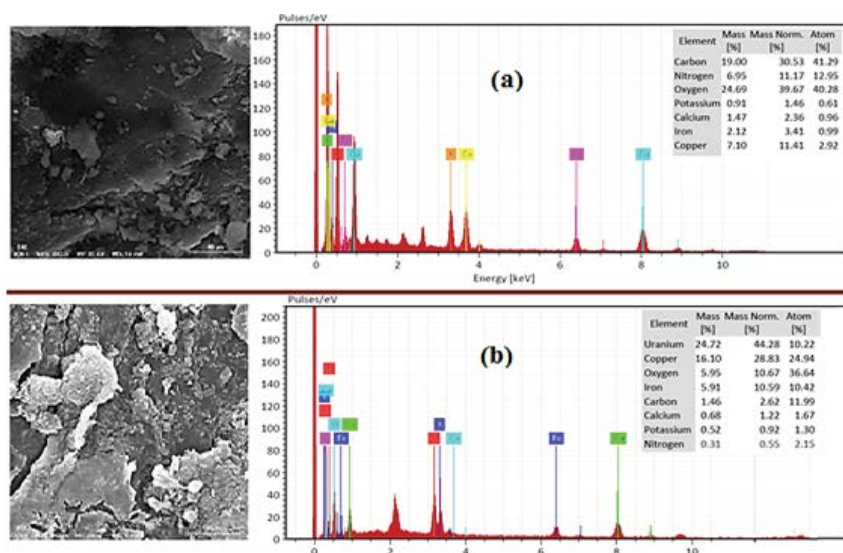 Pulses/eV
180
160
140
120
100
80
60
40
20
0
0 2 4 6 8 10
Energy [keV]
(a)
Element Mass [%] Mass Norm. [%] Atom [%]
Carbon 19.00 30.53 41.29
Nitrogen 6.95 11.17 12.95
Oxygen 24.69 39.67 40.28
Potassium 0.91 1.46 0.61
Calcium 1.47 2.36 0.96
Iron 2.12 3.41 0.99
Copper 7.10 11.41 2.92
Pulses/eV
200
180
160
140
120
100
80
60
40
20
0
0 2 4 6 8 10
(b)
Element Mass [%] Mass Norm. [%] Atom [%]
Uranium 24.72 44.28 10.22
Copper 16.10 28.83 24.94
Oxygen 5.95 10.67 36.64
Iron 5.91 10.59 10.42
Carbon 1.46 2.62 11.99
Calcium 0.68 1.22 1.67
Potassium 0.52 0.92 1.30
Nitrogen 0.31 0.55 2.15